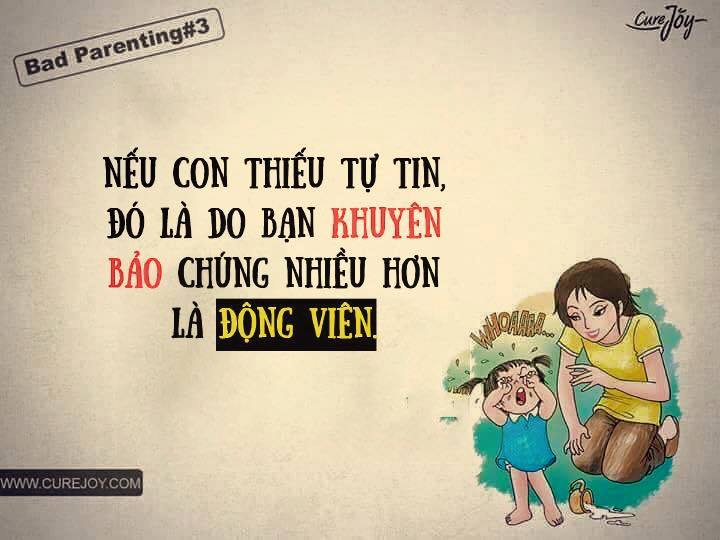 Bad Parenting#3
CureJoy
NẾU CON THIẾU TỰ TIN,
ĐÓ LÀ DO BẠN KHUYÊN
BẢO CHÚNG NHIỀU HƠN
LÀ ĐỘNG VIÊN.
WHOAAAA...
WWW.CUREJOY.COM